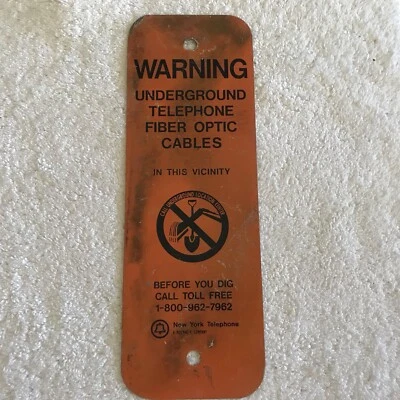 WARNING
UNDERGROUND
TELEPHONE
FIBER OPTIC
CABLES
IN THIS VICINITY
BEFORE YOU DIG
CALL TOLL FREE
1-800-962-7962
New York Telephone